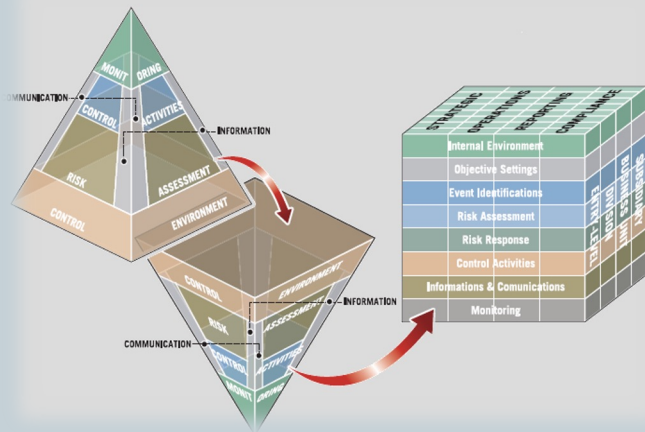 MONIT ORING
COMMUNICATION
CONTROL ACTIVITIES
INFORMATION
RISK ASSESSMENT
CONTROL ENVIRONMENT
CONTROL ENVIRONMENT
INFORMATION
RISK ASSESSMENT
COMMUNICATION
CONTROL ACTIVITIES
MONIT ORING
STRATEGIC
OPERATIONS
REPORTING
COMPLIANCE
Internal Environment
Objective Settings
Event Identifications
Risk Assessment
Risk Response
Control Activities
Informations & Comunications
Monitoring
ENTITY-LEVEL
DIVISION
BUSINESS UNIT
SUBSIDIARY